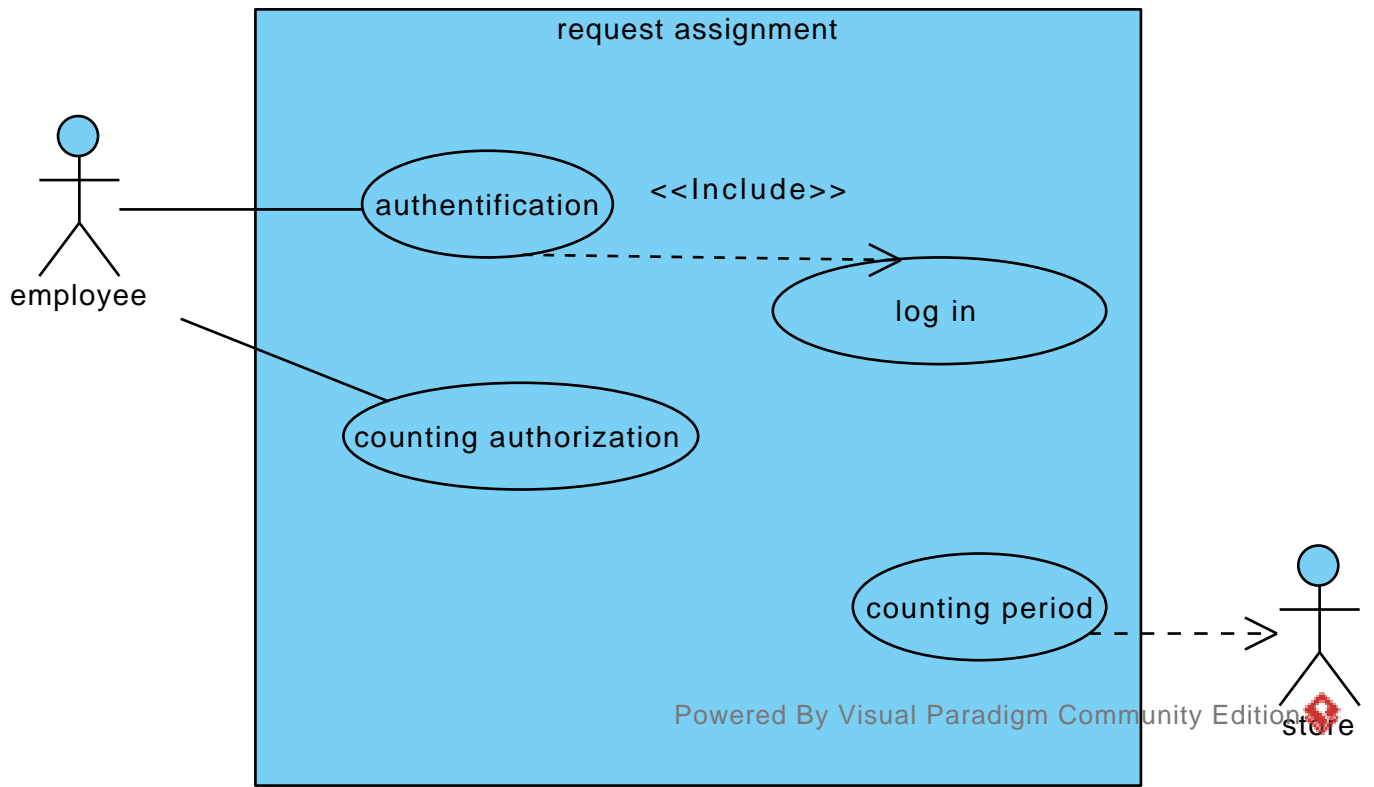 request assignment
authentification
<<Include>>
employee
log in
counting authorization
counting period
Powered By Visual Paradigm Community Edition
store